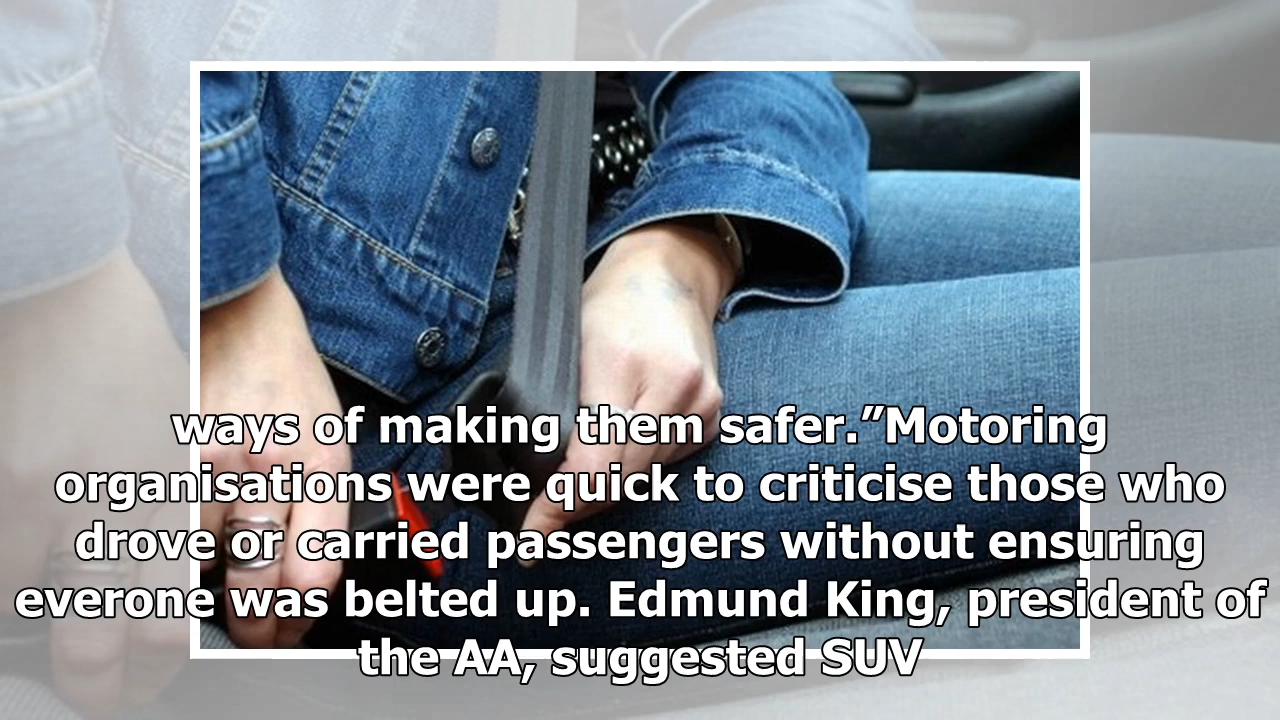 ways of making them safer.”Motoring
organisations were quick to criticise those who
drove or carried passengers without ensuring
everone was belted up. Edmund King, president of
the AA, suggested SUV